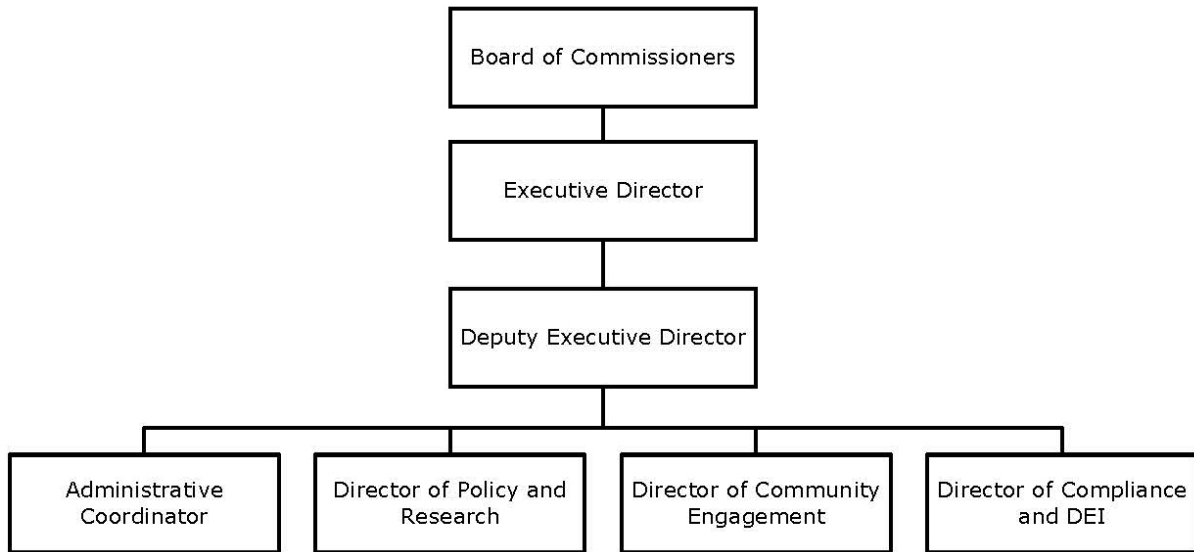 Board of Commissioners
Executive Director
Deputy Executive Director
Administrative
Coordinator
Director of Policy and
Research
Director of Community
Engagement
Director of Compliance
and DEI